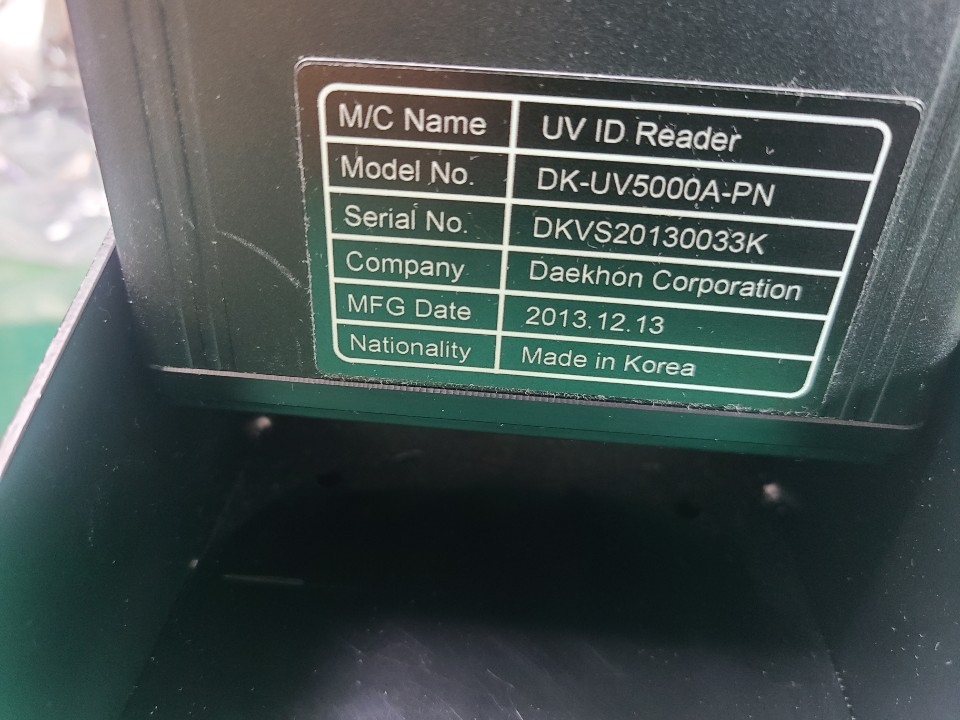 M/C Name UV ID Reader
Model No. DK-UV5000A-PN
Serial No. DKVS20130033K
Company Daekhon Corporation
MFG Date 2013.12.13
Nationality Made in Korea